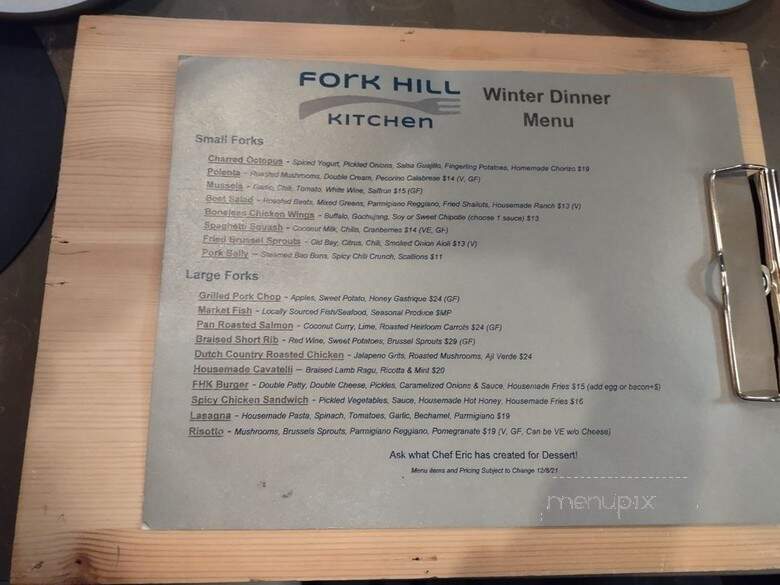 FORK HILL
KITCHEN
Winter Dinner
Menu
Small Forks
Charred Octopus - Spiced Yogurt, Pickled Onions, Salsa Guajillo, Fingerling Potatoes, Homemade Chorizo $19
Polenta - Roasted Mushrooms, Double Cream, Pecorino Calabrese $14 (V, GF)
Mussels - Garlic, Chili, Tomato, White Wine, Saffron $15 (GF)
Beet Salad - Roasted Beets, Mixed Greens, Parmigiano Reggiano, Fried Shallots, Housemade Ranch $13 (V)
Boneless Chicken Wings - Buffalo, Gochujang, Soy or Sweet Chipotle (choose 1 sauce) $13
Spaghetti Squash - Coconut Milk, Chilis, Cranberries $14 (VE, GF)
Fried Brussel Sprouts - Old Bay, Citrus, Chili, Smoked Onion Aioli $13 (V)
Pork Belly – Steamed Bao Buns, Spicy Chili Crunch, Scallions $11
Large Forks
Grilled Pork Chop - Apples, Sweet Potato, Honey Gastrique $24 (GF)
Market Fish - Locally Sourced Fish/Seafood, Seasonal Produce $MP
Pan Roasted Salmon - Coconut Curry, Lime, Roasted Heirloom Carrots $24 (GF)
Braised Short Rib - Red Wine, Sweet Potatoes, Brussel Sprouts $29 (GF)
Dutch Country Roasted Chicken - Jalapeno Grits, Roasted Mushrooms, Aji Verde $24
Housemade Cavatelli – Braised Lamb Ragu, Ricotta & Mint $20
FHK Burger - Double Patty, Double Cheese, Pickles, Caramelized Onions & Sauce, Housemade Fries $15 (add egg or bacon+$)
Spicy Chicken Sandwich - Pickled Vegetables, Sauce, Housemade Hot Honey, Housemade Fries $16
Lasagna - Housemade Pasta, Spinach, Tomatoes, Garlic, Bechamel, Parmigiano $19
Risotto - Mushrooms, Brussels Sprouts, Parmigiano Reggiano, Pomegranate $19 (V, GF, Can be VE w/o Cheese)
Ask what Chef Eric has created for Dessert!
Menu items and Pricing Subject to Change 12/8/21
menupix